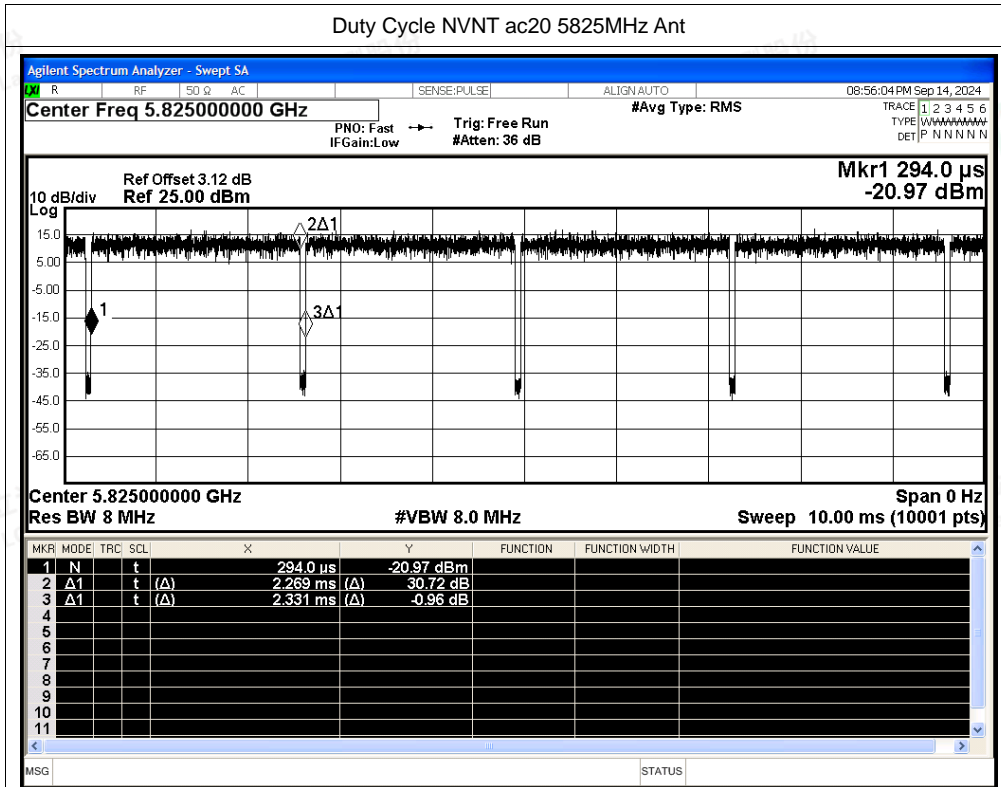 Duty Cycle NVNT ac20 5825MHz Ant
Agilent Spectrum Analyzer - Swept SA
LXI R RF 50 Ω AC SENSE:PULSE ALIGN AUTO 08:56:04 PM Sep 14, 2024
Center Freq 5.825000000 GHz #Avg Type: RMS TRACE 1 2 3 4 5 6
PNO: Fast Trig: Free Run TYPE WWWWWW
IFGain:Low #Atten: 36 dB DET P N N N N N
Mkr1 294.0 µs
Ref Offset 3.12 dB
10 dB/div Ref 25.00 dBm -20.97 dBm
Log
15.0
2Δ1
5.00
-5.00
-15.0
1
3Δ1
-25.0
-35.0
-45.0
-55.0
-65.0
Center 5.825000000 GHz Span 0 Hz
Res BW 8 MHz #VBW 8.0 MHz Sweep 10.00 ms (10001 pts)
MKR MODE TRC SCL X Y FUNCTION FUNCTION WIDTH FUNCTION VALUE
1 N t 294.0 µs -20.97 dBm
2 Δ1 t (Δ) 2.269 ms (Δ) 30.72 dB
3 Δ1 t (Δ) 2.331 ms (Δ) -0.96 dB
4
5
6
7
8
9
10
11
MSG STATUS